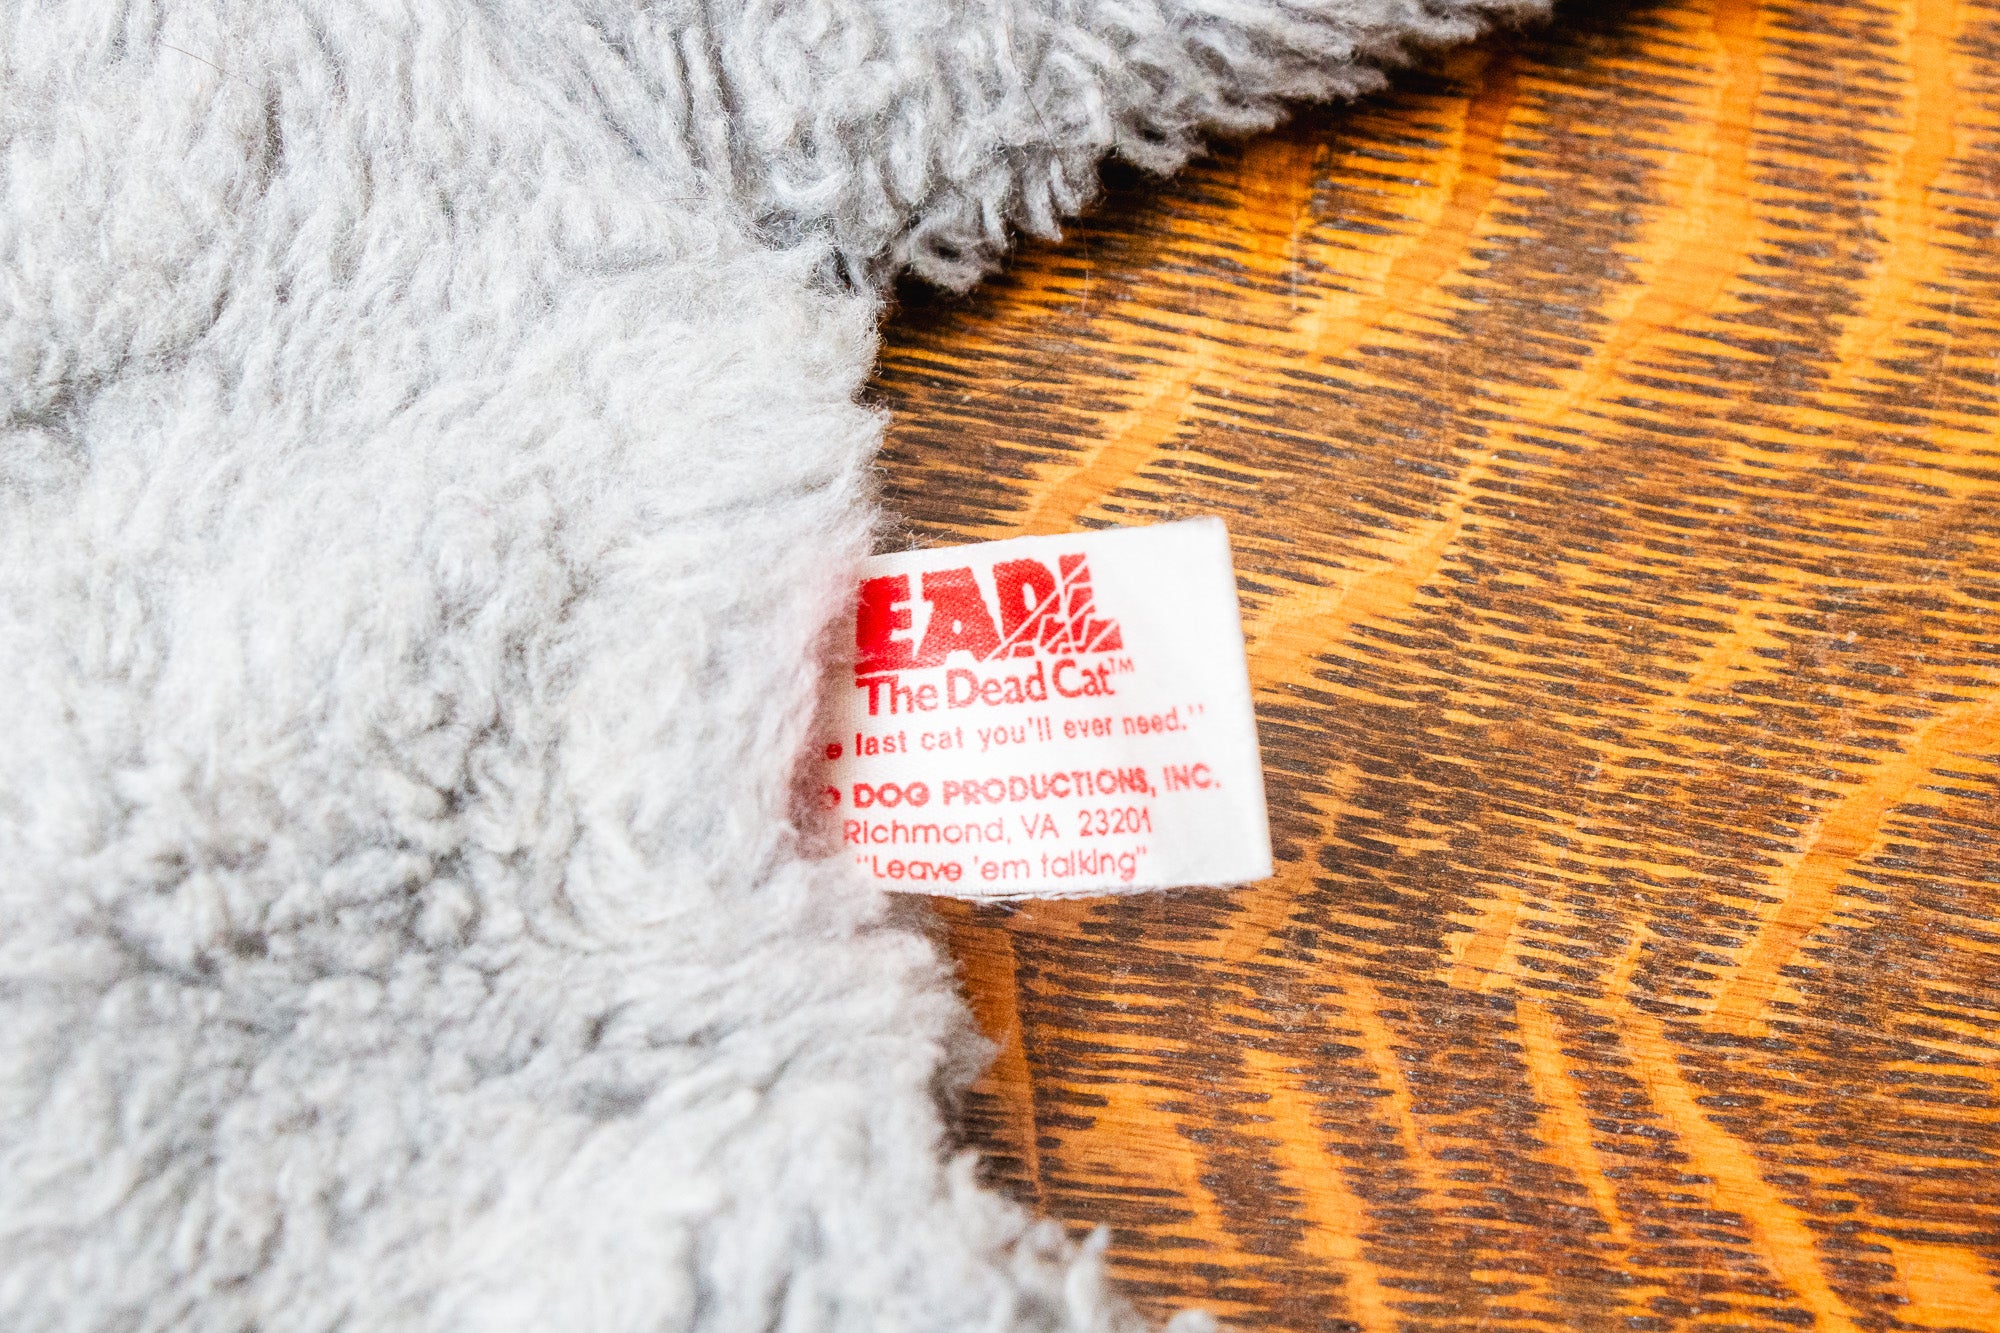 EARL
The Dead Cat™
last cat you'll ever need."
DOG PRODUCTIONS, INC.
Richmond, VA 23201
"Leave 'em talking"